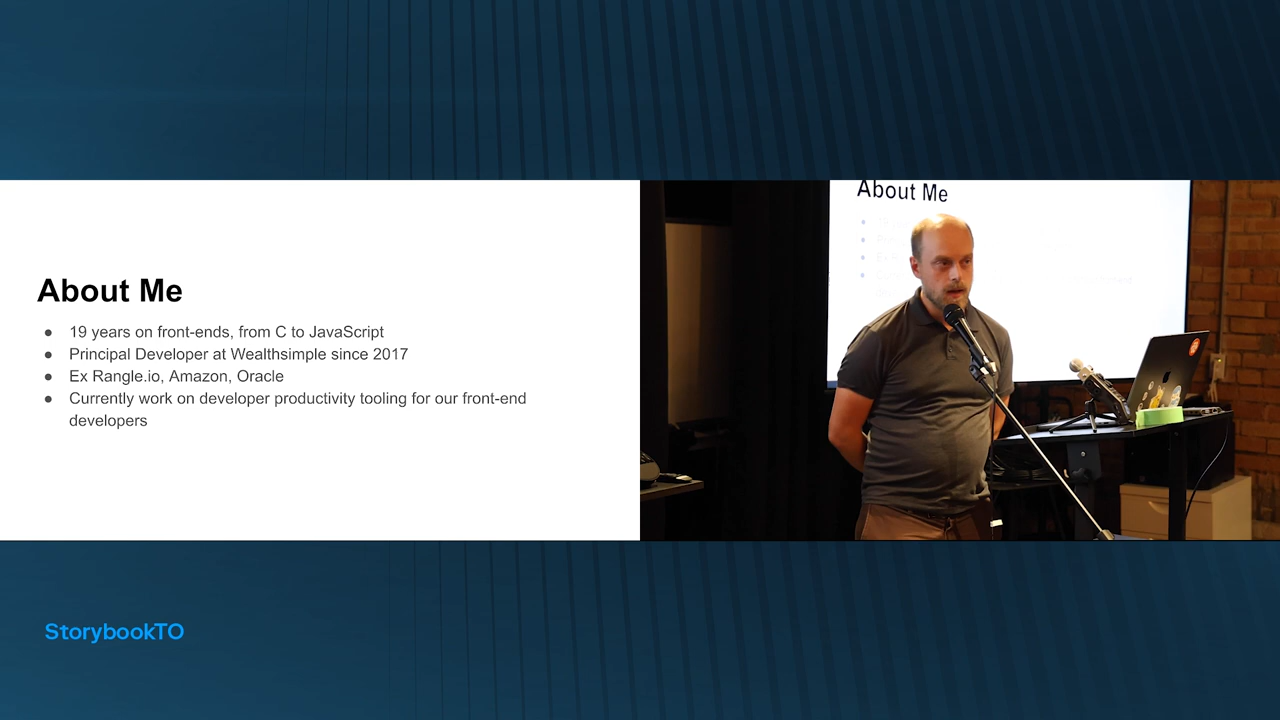 About Me
● 19 years on front-ends, from C to JavaScript
● Principal Developer at Wealthsimple since 2017
● Ex Rangle.io, Amazon, Oracle
● Currently work on developer productivity tooling for our front-end
developers
About Me
StorybookTO